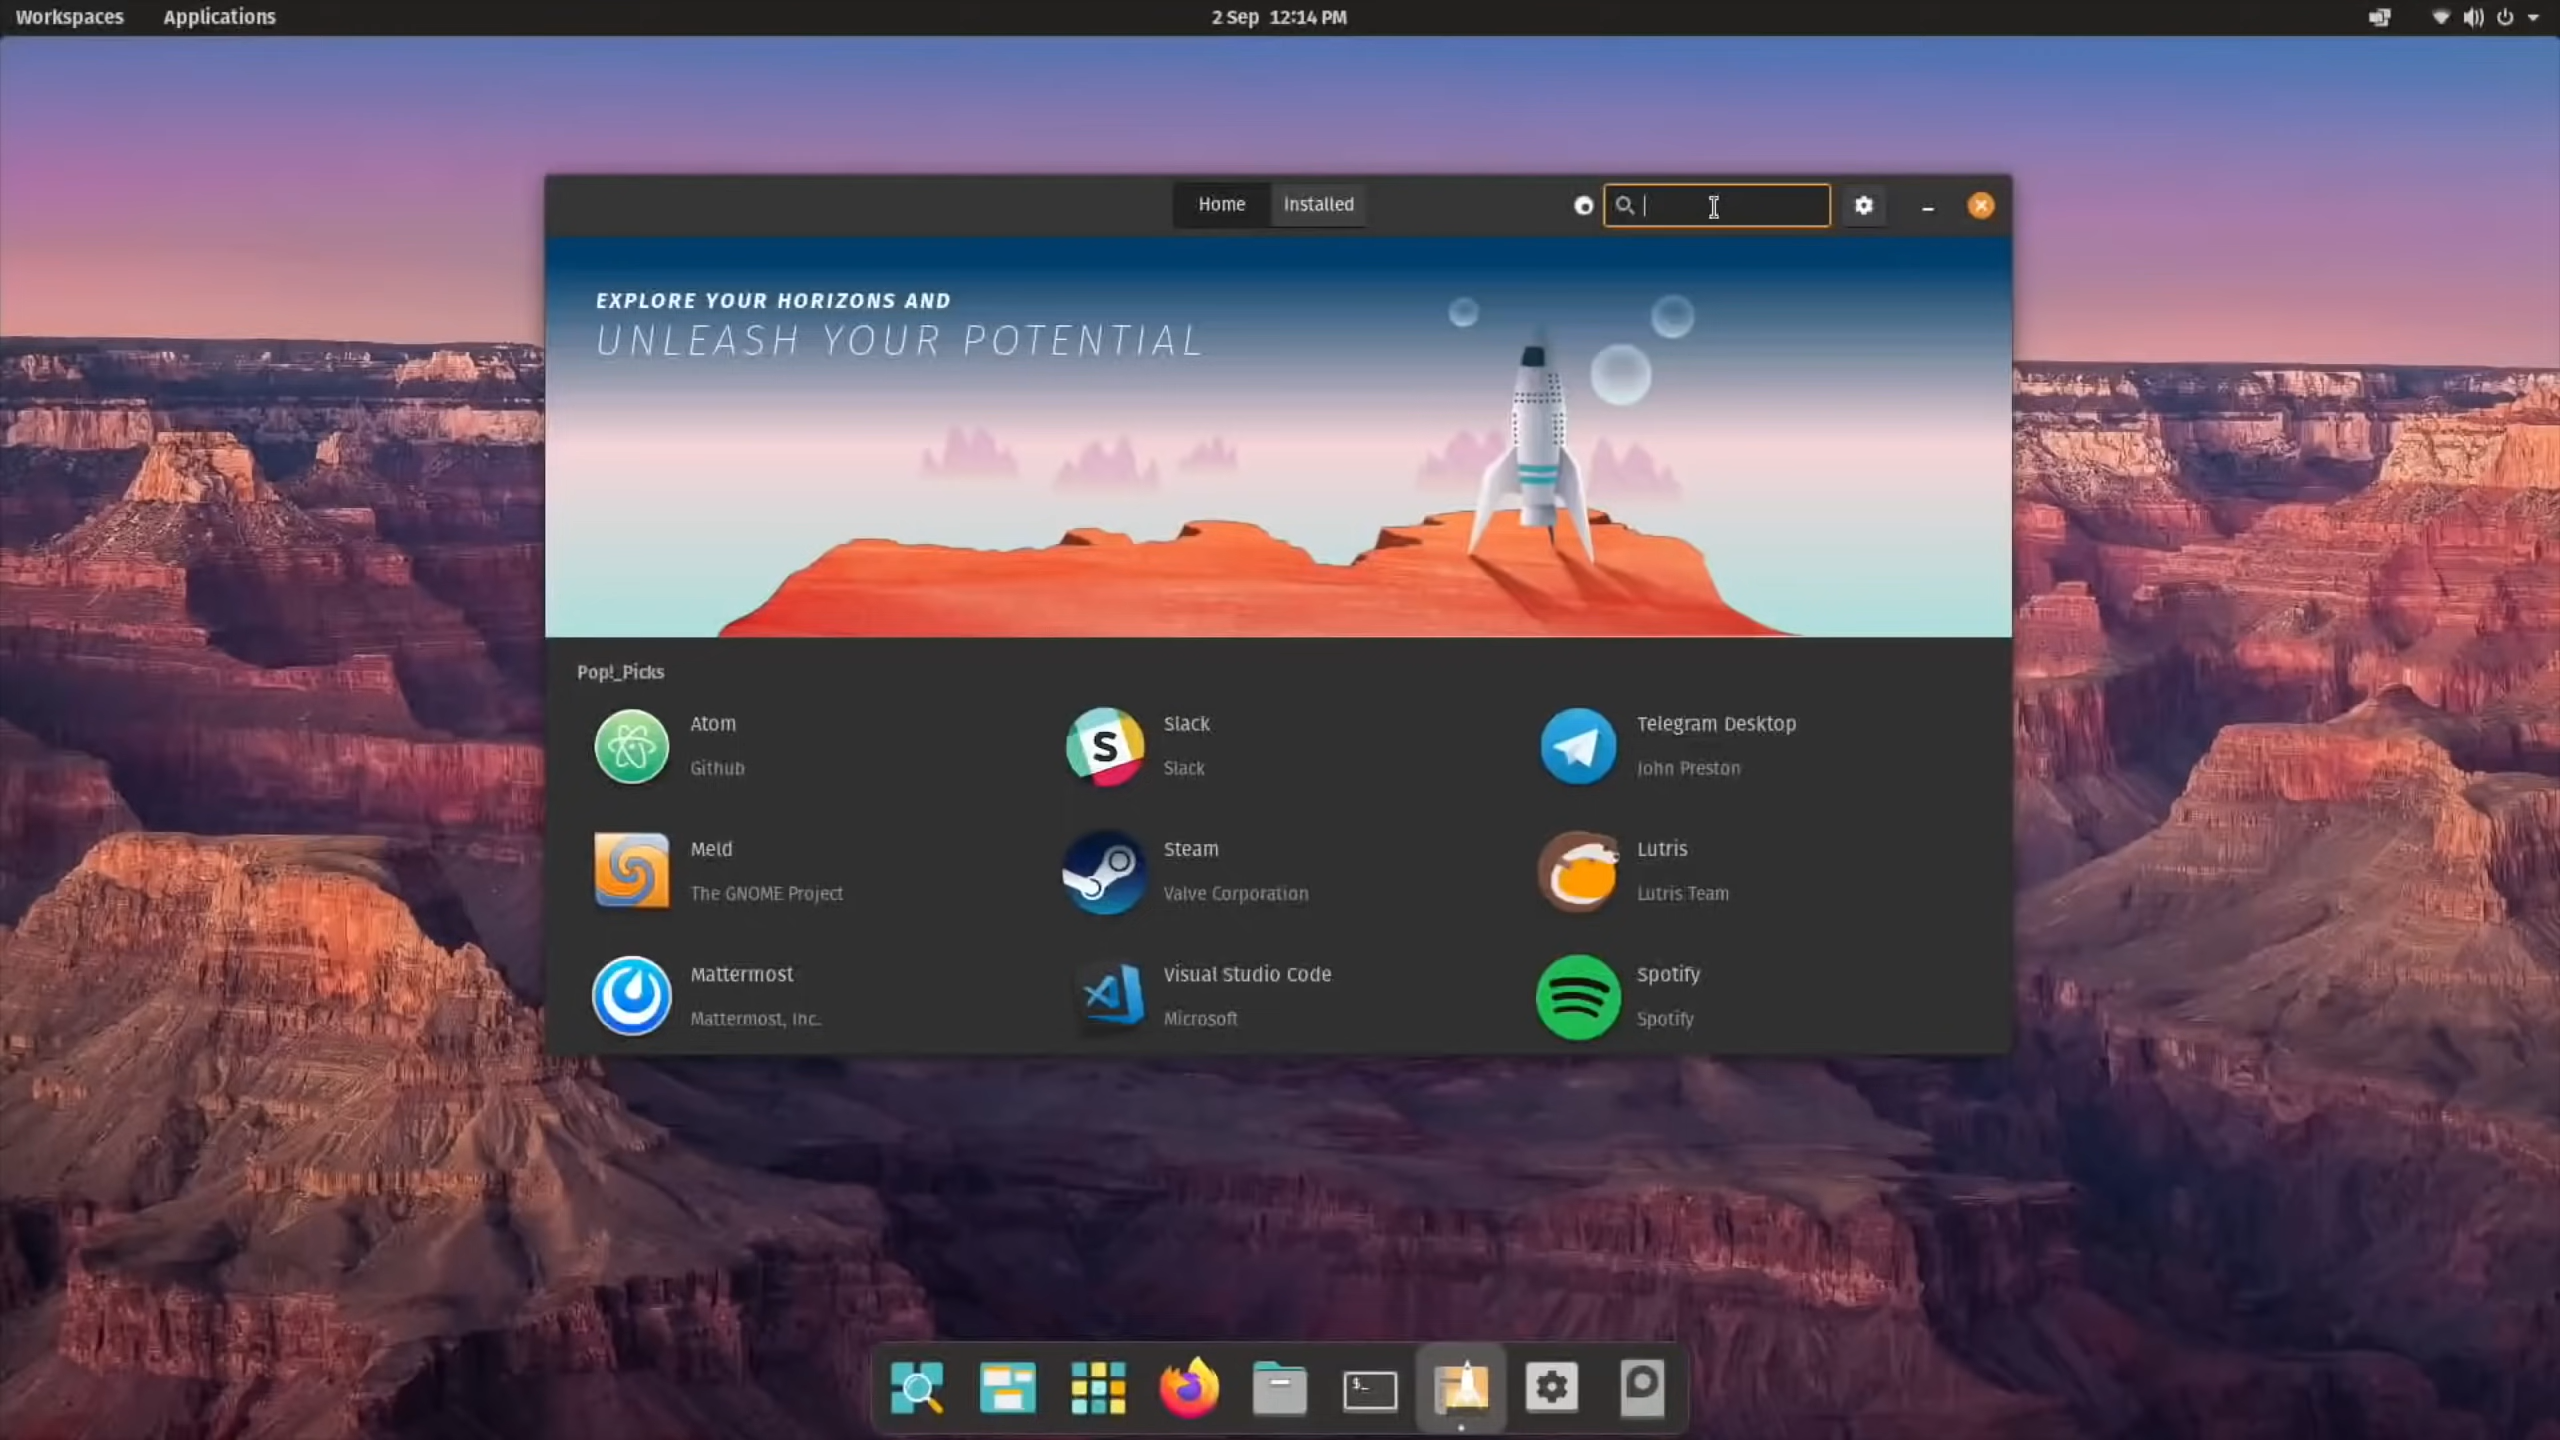 Workspaces Applications 2 Sep 12:14 PM
Home Installed
EXPLORE YOUR HORIZONS AND
UNLEASH YOUR POTENTIAL
Pop!_Picks
Atom
Github
Slack
Slack
Telegram Desktop
John Preston
Meld
The GNOME Project
Steam
Valve Corporation
Lutris
Lutris Team
Mattermost
Mattermost, Inc.
Visual Studio Code
Microsoft
Spotify
Spotify
S
$_